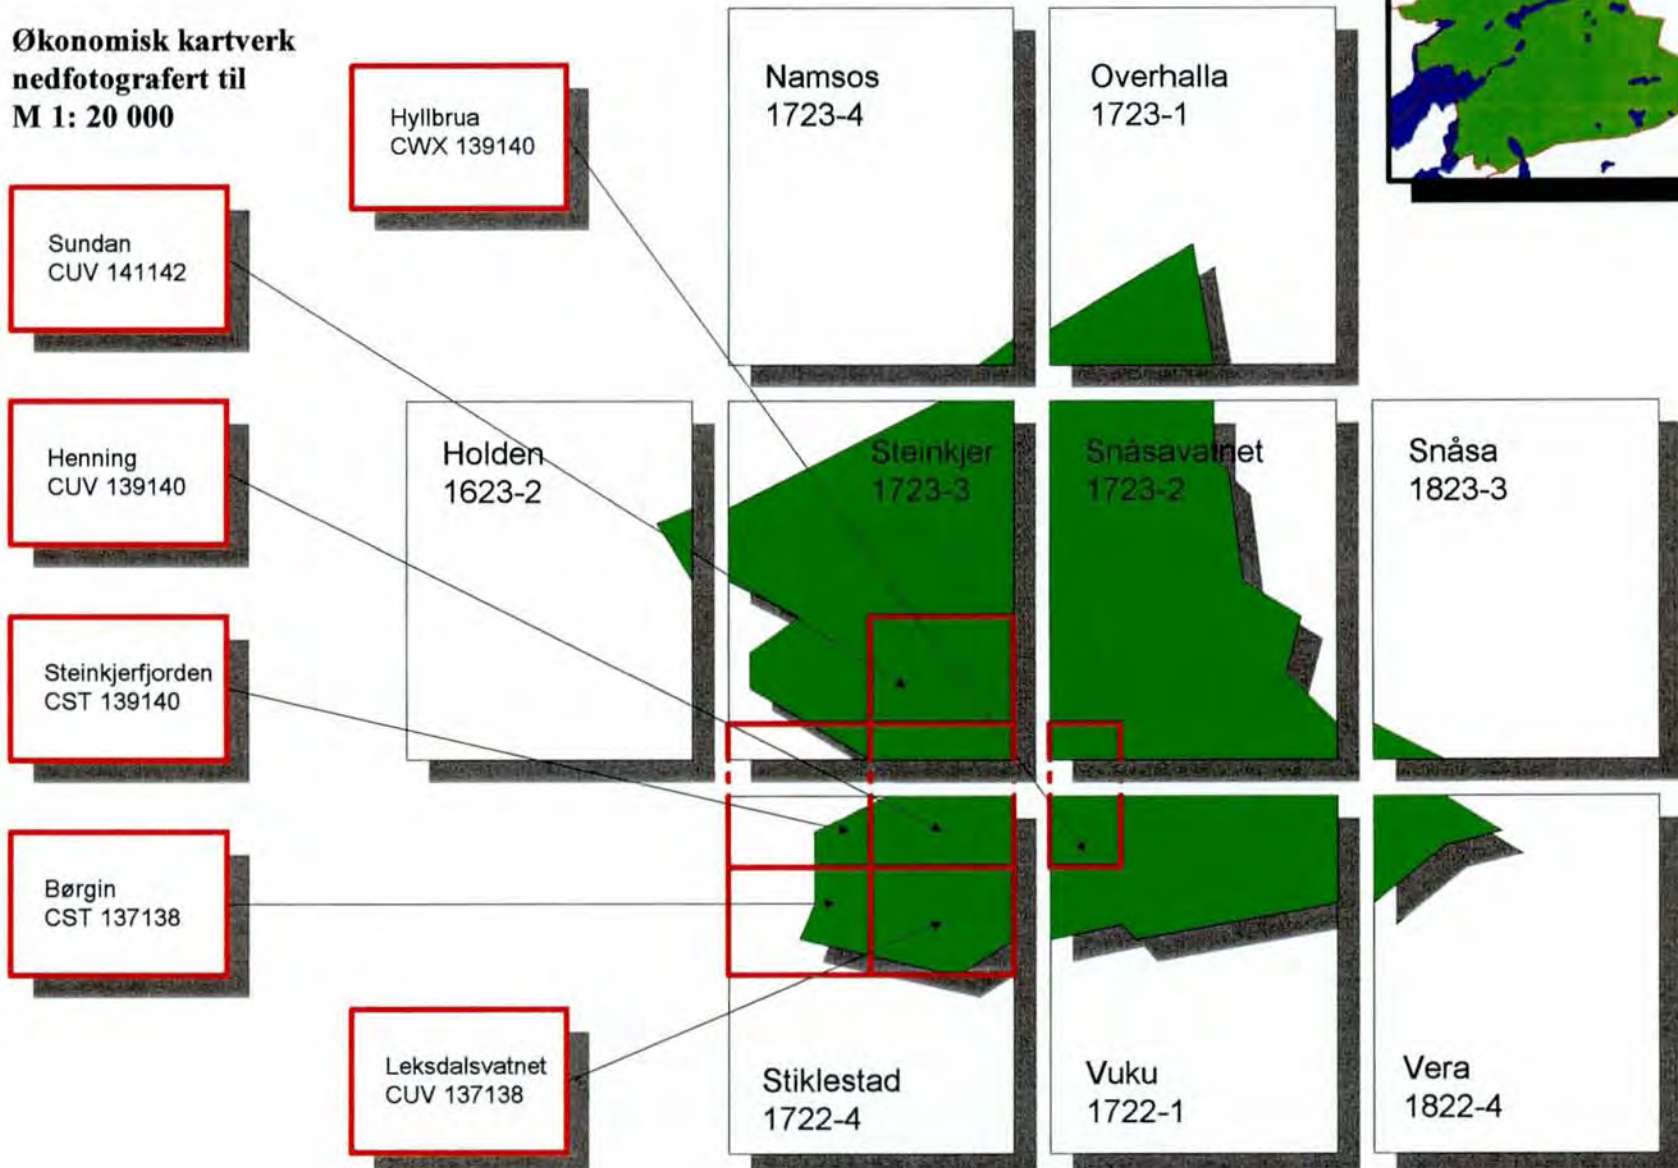 Økonomisk kartverk
nedfotografert til
M 1: 20 000
Hyllbrua
CWX 139140
Namsos
1723-4
Overhalla
1723-1
Sundan
CUV 141142
Henning
CUV 139140
Holden
1623-2
Steinkjer
1723-3
Snåsavatnet
1723-2
Snåsa
1823-3
Steinkjerfjorden
CST 139140
Børgin
CST 137138
Leksdalsvatnet
CUV 137138
Stiklestad
1722-4
Vuku
1722-1
Vera
1822-4